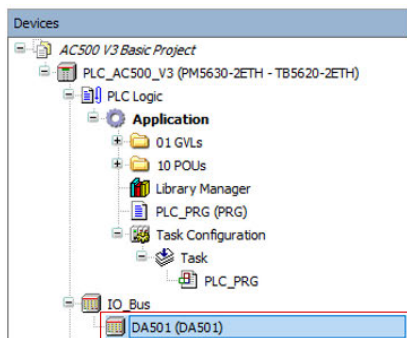 Devices
AC500 V3 Basic Project
PLC_AC500_V3 (PM5630-2ETH - TB5620-2ETH)
PLC Logic
Application
01 GVLs
10 POUs
Library Manager
PLC_PRG (PRG)
Task Configuration
Task
PLC_PRG
IO_Bus
DA501 (DA501)